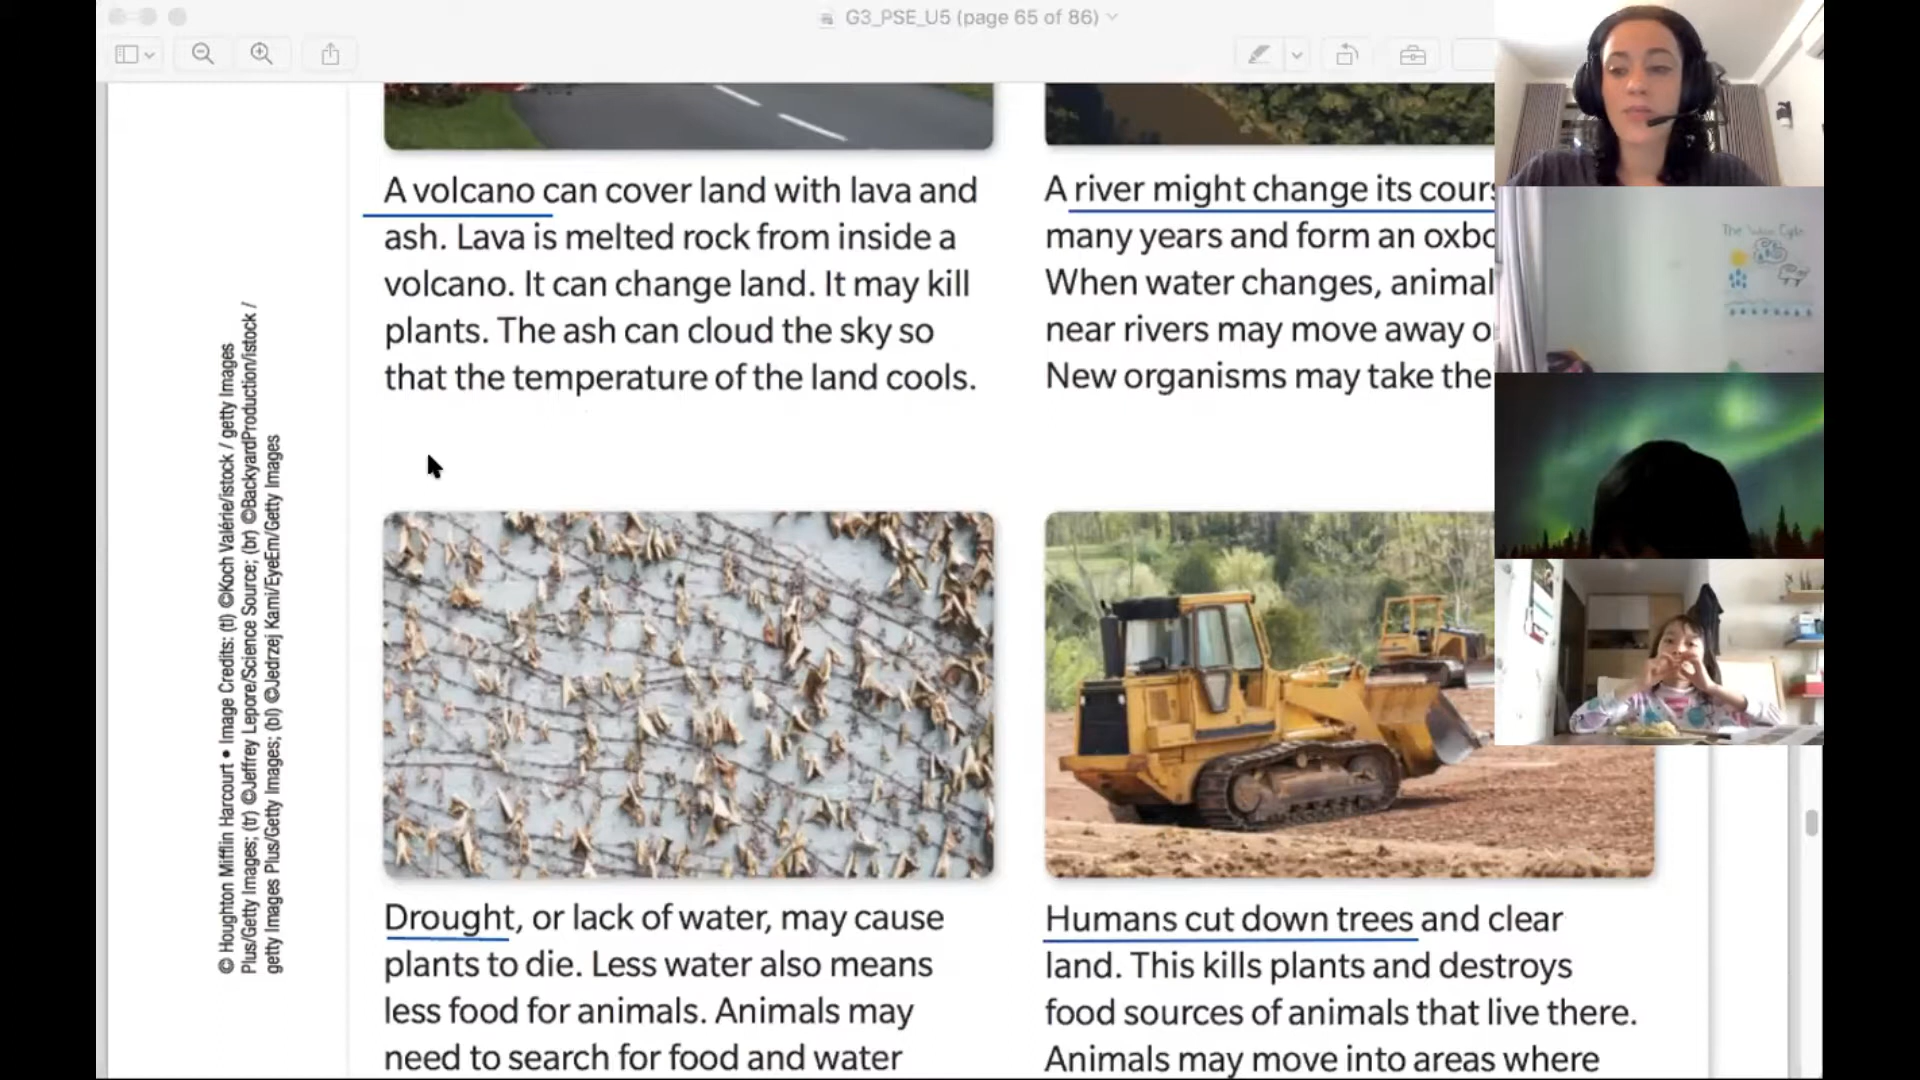 G3_PSE_U5 (page 65 of 86)
A volcano can cover land with lava and
ash. Lava is melted rock from inside a
volcano. It can change land. It may kill
plants. The ash can cloud the sky so
that the temperature of the land cools.
A river might change its cours
many years and form an oxbo
When water changes, animal
near rivers may move away o
New organisms may take the
Drought, or lack of water, may cause
plants to die. Less water also means
less food for animals. Animals may
need to search for food and water
Humans cut down trees and clear
land. This kills plants and destroys
food sources of animals that live there.
Animals may move into areas where
© Houghton Mifflin Harcourt • Image Credits: (tl) ©Koch Valérie/istock / getty Images
Plus/Getty Images; (tr) ©Jeffrey Lepore/Science Source; (br) ©BackyardProduction/istock /
getty Images Plus/Getty Images; (bl) ©Jedrzej Kami/EyeEm/Getty Images
The Water Cycle